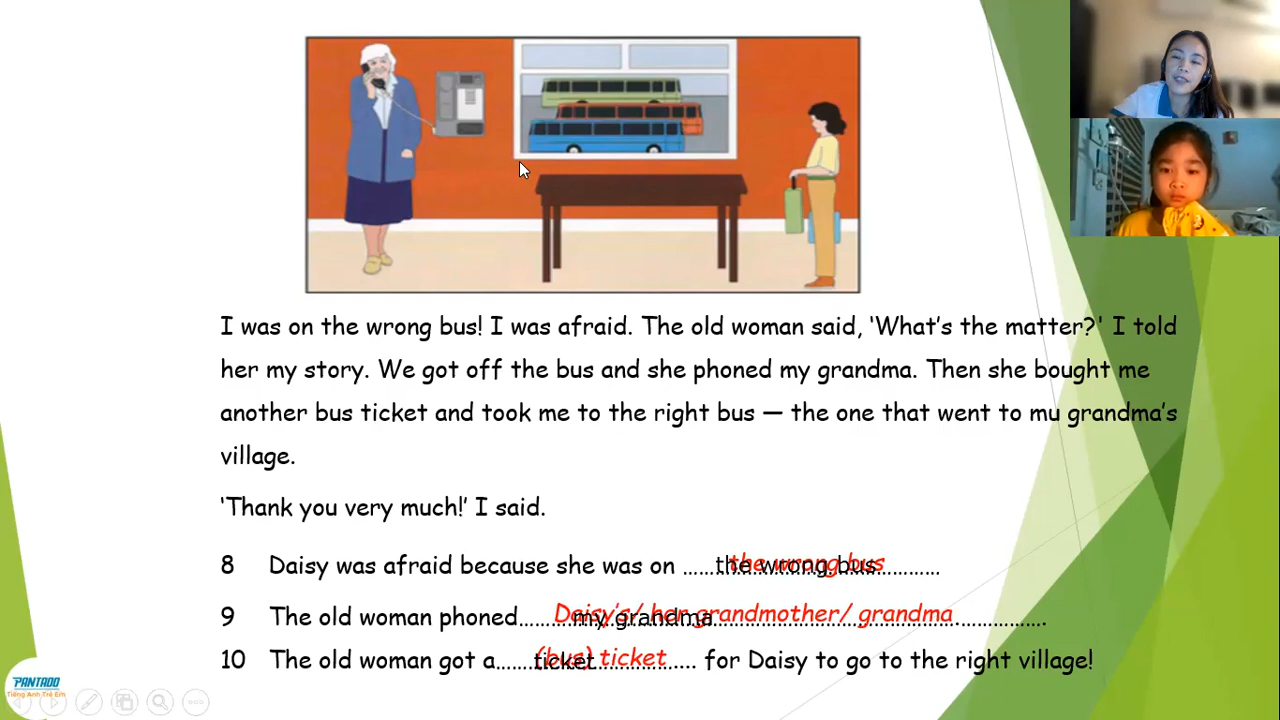 I was on the wrong bus! I was afraid. The old woman said, ‘What’s the matter?' I told
her my story. We got off the bus and she phoned my grandma. Then she bought me
another bus ticket and took me to the right bus — the one that went to mu grandma’s
village.
‘Thank you very much!’ I said.
8 Daisy was afraid because she was on ...... the wrong bus the wrong bus ............
9 The old woman phoned......... Daisy's/ her grandmother/ grandma my grandma ...............
10 The old woman got a...... (bus) ticket ticket ..... for Daisy to go to the right village!
PANTADO
Tiếng Anh Trẻ Em